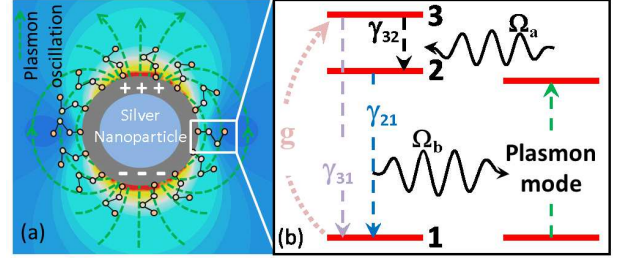 Plasmon
oscillation
+ + +
Silver
Nanoparticle
- - -
(a)
3
γ32
Ωa
2
γ21
g
Ωb
γ31
Plasmon
mode
1
(b)